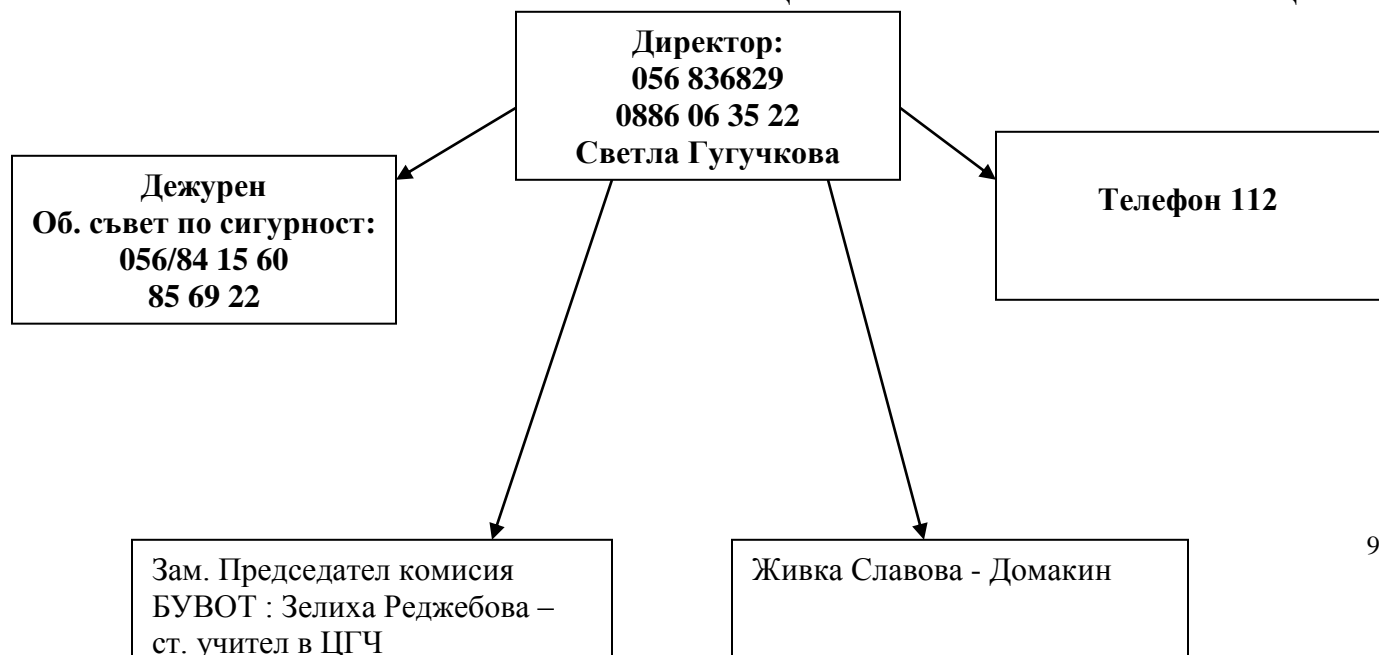 Директор:
056 836829
0886 06 35 22
Светла Гугучкова
Дежурен
Об. съвет по сигурност:
056/84 15 60
85 69 22
Телефон 112
Зам. Председател комисия
БУВОТ : Зелиха Реджебова –
ст. учител в ЦГЧ
Живка Славова - Домакин
9